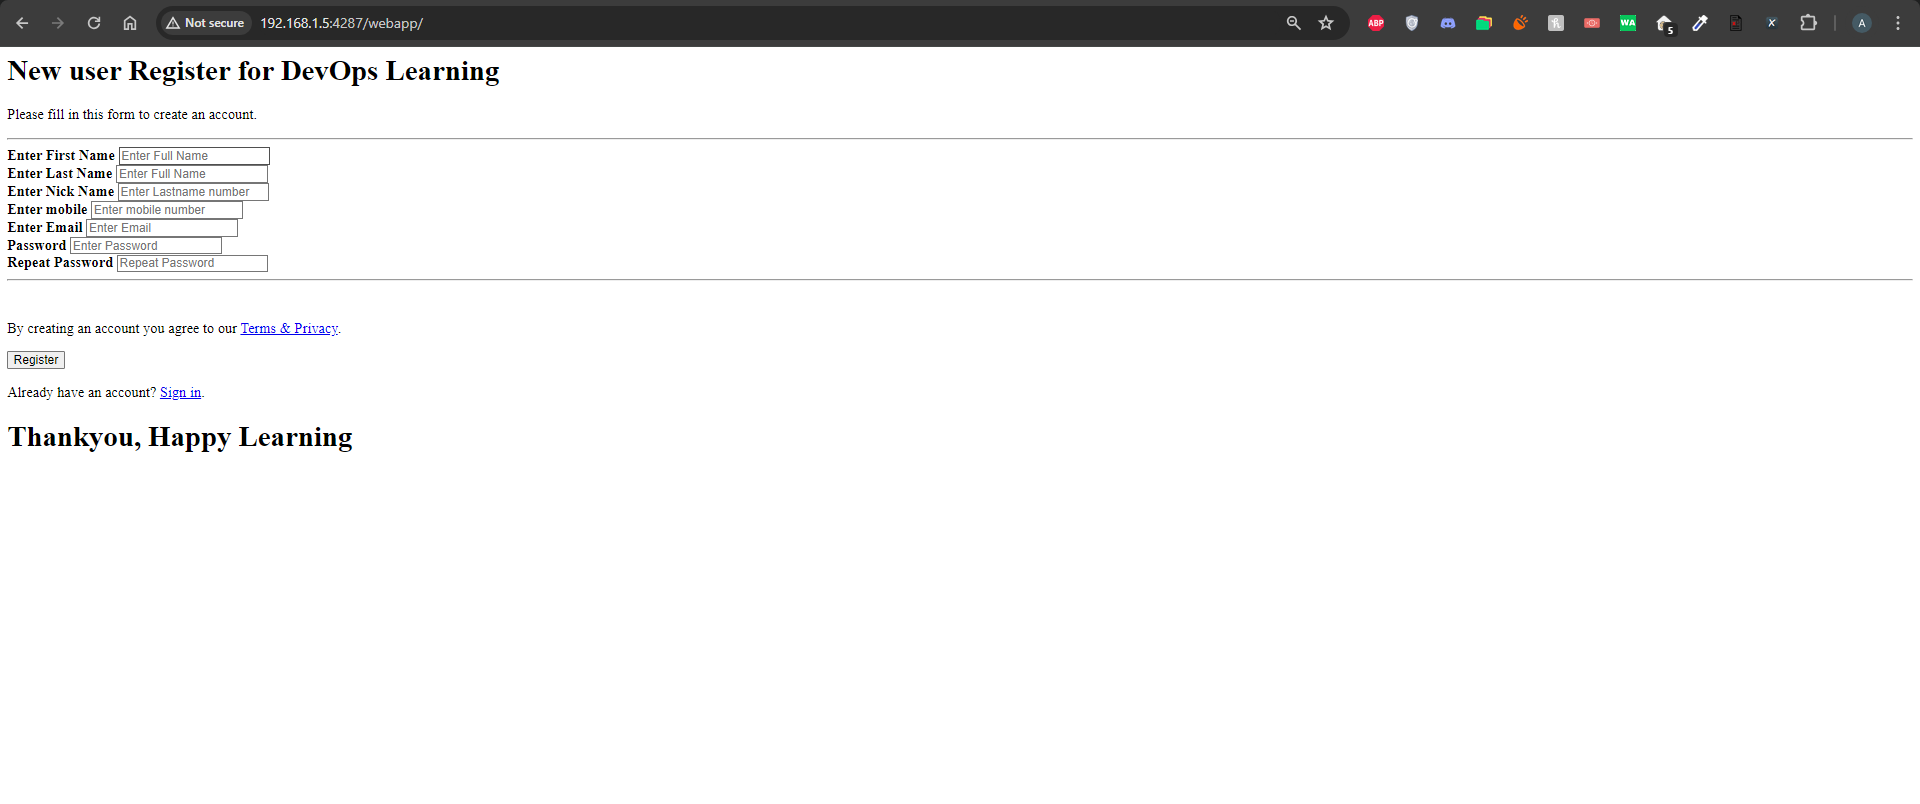 Not secure 192.168.1.5:4287/webapp/ ABP WA 5 A
New user Register for DevOps Learning
Please fill in this form to create an account.
Enter First Name Enter Full Name
Enter Last Name Enter Full Name
Enter Nick Name Enter Lastname number
Enter mobile Enter mobile number
Enter Email Enter Email
Password Enter Password
Repeat Password Repeat Password
By creating an account you agree to our Terms & Privacy.
Register
Already have an account? Sign in.
Thankyou, Happy Learning